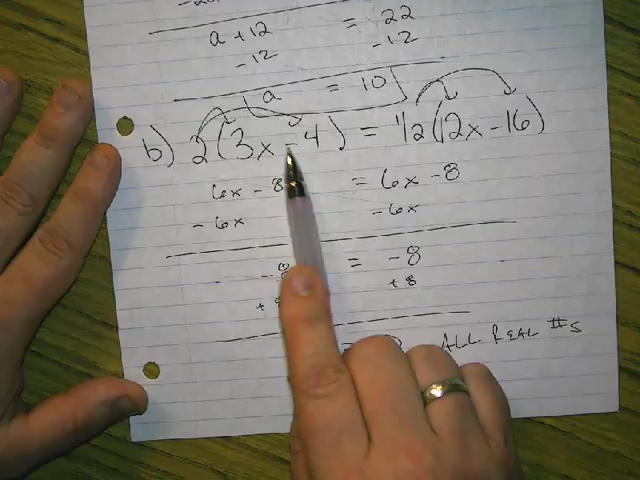 a + 12 = 22
-12 -12
a = 10
b) 2(3x - 4) = 1/2(12x - 16)
6x - 8 = 6x - 8
- 6x - 6x
-8 = -8
+ 8
= ALL REAL #s